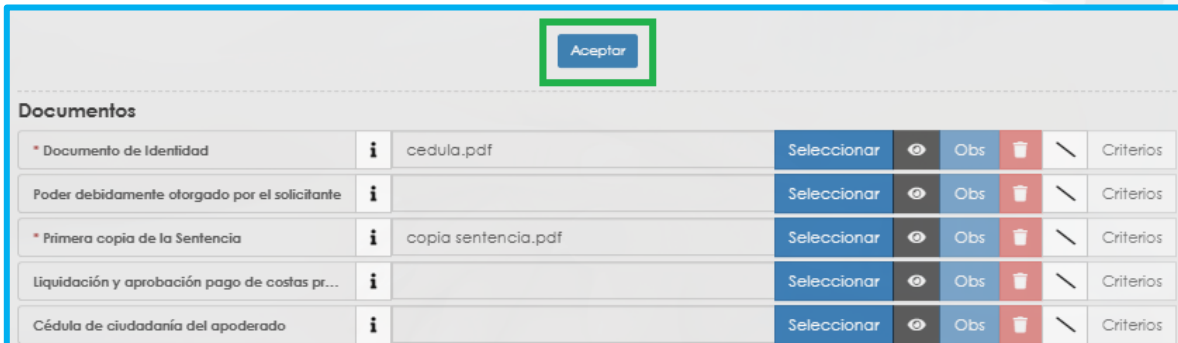 Aceptar
Documentos
* Documento de Identidad i cedula.pdf Seleccionar Obs Criterios
Poder debidamente otorgado por el solicitante i Seleccionar Obs Criterios
* Primera copia de la Sentencia i copia sentencia.pdf Seleccionar Obs Criterios
Liquidación y aprobación pago de costas pr... i Seleccionar Obs Criterios
Cédula de ciudadanía del apoderado i Seleccionar Obs Criterios